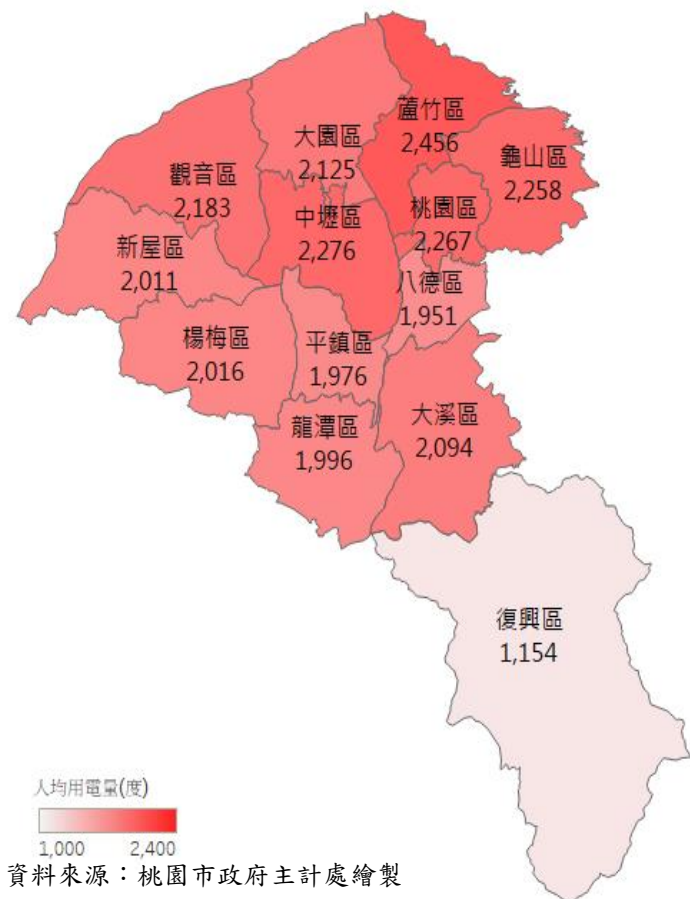 蘆竹區
2,456
大園區
2,125
龜山區
2,258
觀音區
2,183
桃園區
2,267
中壢區
2,276
新屋區
2,011
八德區
1,951
楊梅區
2,016
平鎮區
1,976
大溪區
2,094
龍潭區
1,996
復興區
1,154
人均用電量(度)
1,000 2,400
資料來源：桃園市政府主計處繪製